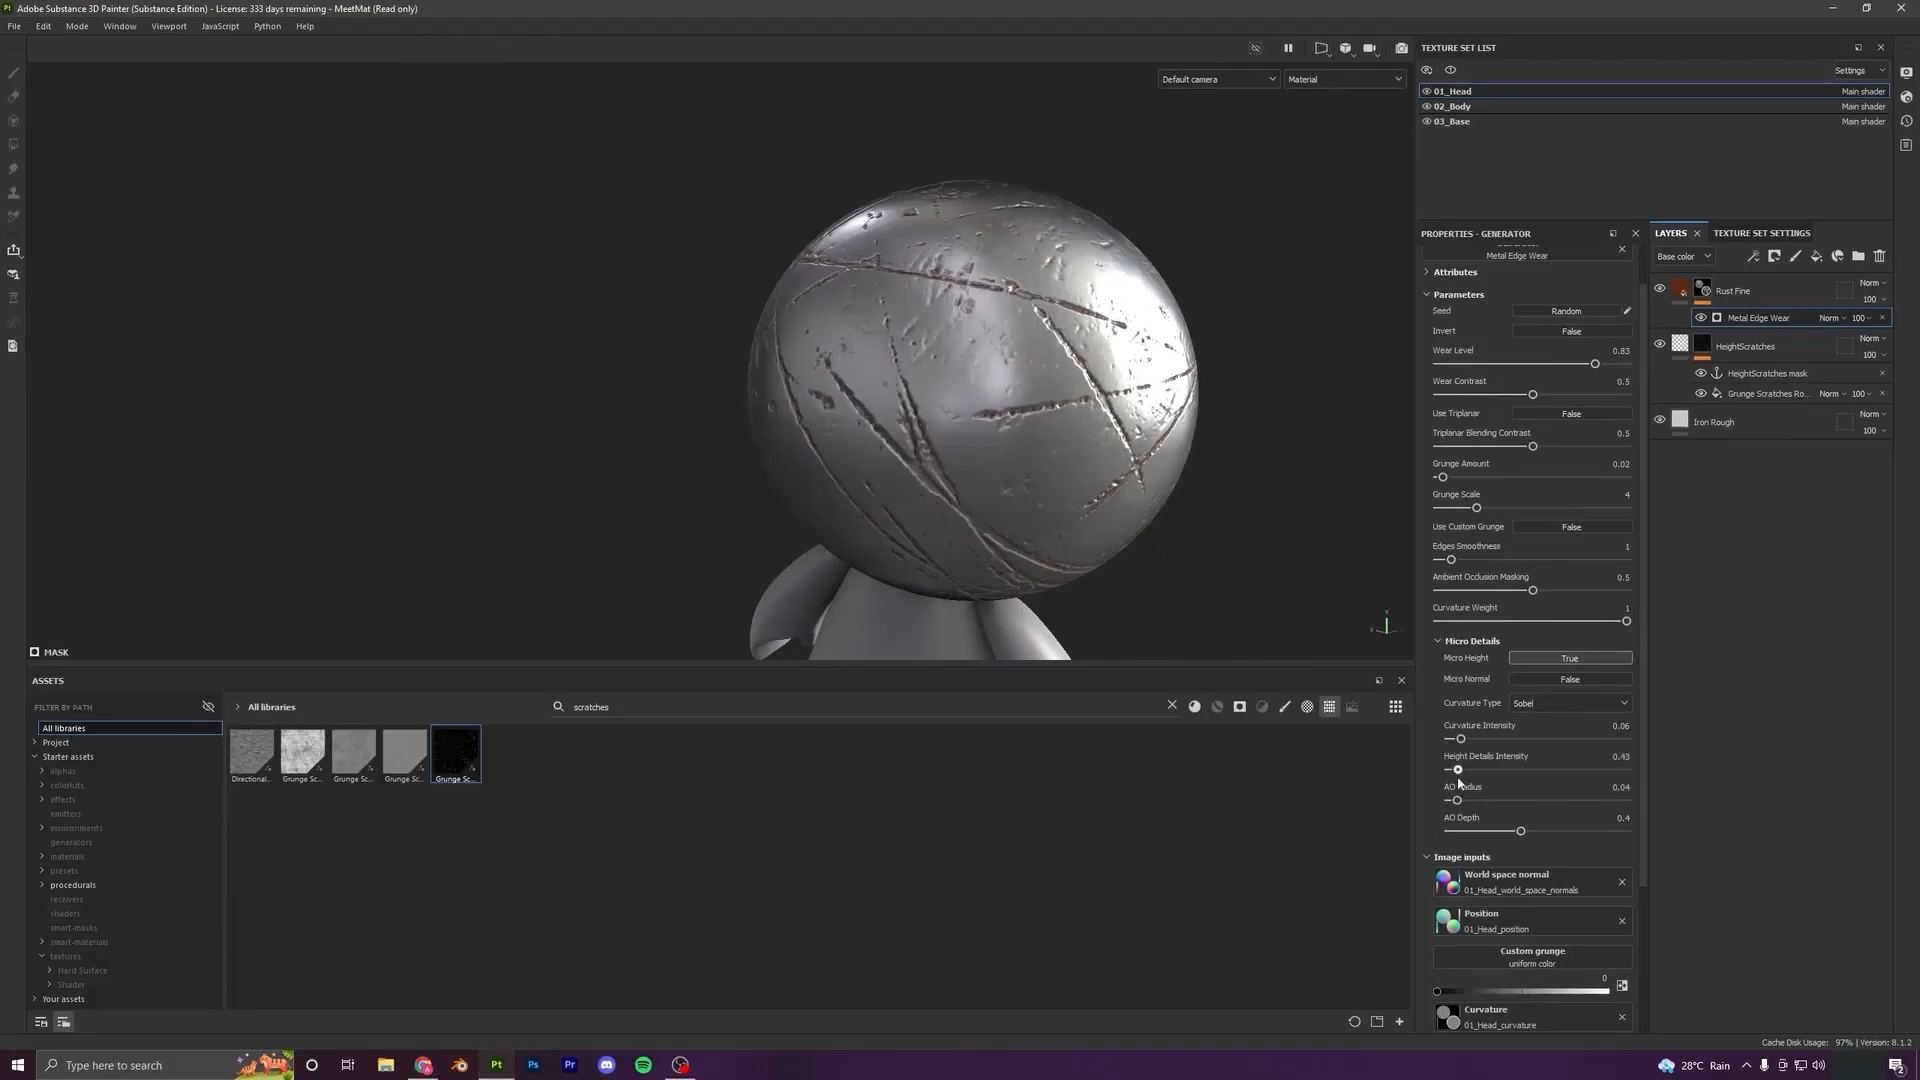 Adobe Substance 3D Painter (Substance Edition) - License: 333 days remaining - MeetMat (Read only)
File Edit Mode Window Viewport JavaScript Python Help
Default camera
Material
MASK
ASSETS
FILTER BY PATH
All libraries
Project
Starter assets
alphas
colorluts
effects
emitters
environments
generators
materials
presets
procedurals
receivers
shaders
smart-masks
smart-materials
textures
Hard Surface
Shader
Your assets
All libraries
scratches
Directional... Grunge Sc... Grunge Sc... Grunge Sc... Grunge Sc...
TEXTURE SET LIST
Settings
01_Head Main shader
02_Body Main shader
03_Base Main shader
PROPERTIES - GENERATOR
Metal Edge Wear
Attributes
Parameters
Seed Random
Invert False
Wear Level 0.83
Wear Contrast 0.5
Use Triplanar False
Triplanar Blending Contrast 0.5
Grunge Amount 0.02
Grunge Scale 4
Use Custom Grunge False
Edges Smoothness 1
Ambient Occlusion Masking 0.5
Curvature Weight 1
Micro Details
Micro Height True
Micro Normal False
Curvature Type Sobel
Curvature Intensity 0.06
Height Details Intensity 0.43
AO Radius 0.04
AO Depth 0.4
Image inputs
World space normal
01_Head_world_space_normals
Position
01_Head_position
Custom grunge
uniform color
0
Curvature
01_Head_curvature
LAYERS TEXTURE SET SETTINGS
Base color
Rust Fine Norm
100
Metal Edge Wear Norm 100
HeightScratches Norm
100
HeightScratches mask
Grunge Scratches Ro... Norm 100
Iron Rough Norm
100
Cache Disk Usage: 97% | Version: 8.1.2
Type here to search
Pt Ps Pr
28°C Rain
2